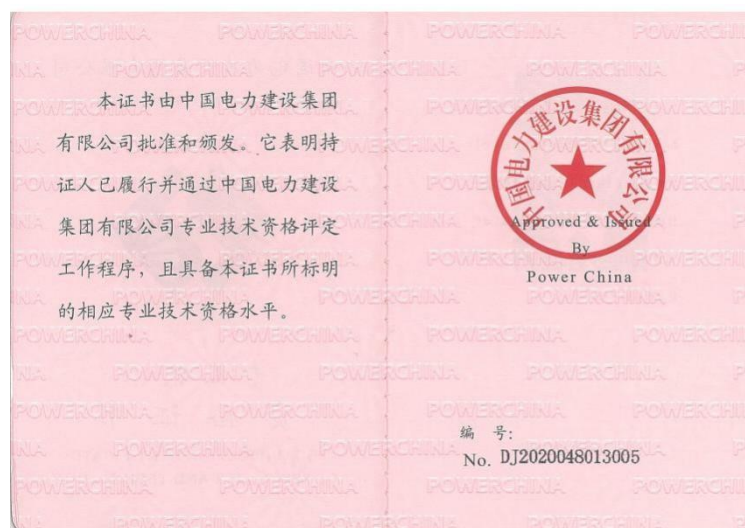 本证书由中国电力建设集团
有限公司批准和颁发。它表明持
证人已履行并通过中国电力建设
集团有限公司专业技术资格评定
工作程序，且具备本证书所标明
的相应专业技术资格水平。
中国电力建设集团有限公司
Approved & Issued
By
Power China
编 号:
No. DJ2020048013005
POWERCHINA POWERCHINA POWERCHINA POWERCHINA